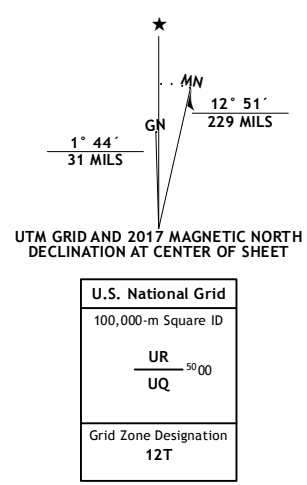 ★
MN
GN
12° 51´
229 MILS
1° 44´
31 MILS
UTM GRID AND 2017 MAGNETIC NORTH
DECLINATION AT CENTER OF SHEET
U.S. National Grid
100,000-m Square ID
UR
5000
UQ
Grid Zone Designation
12T